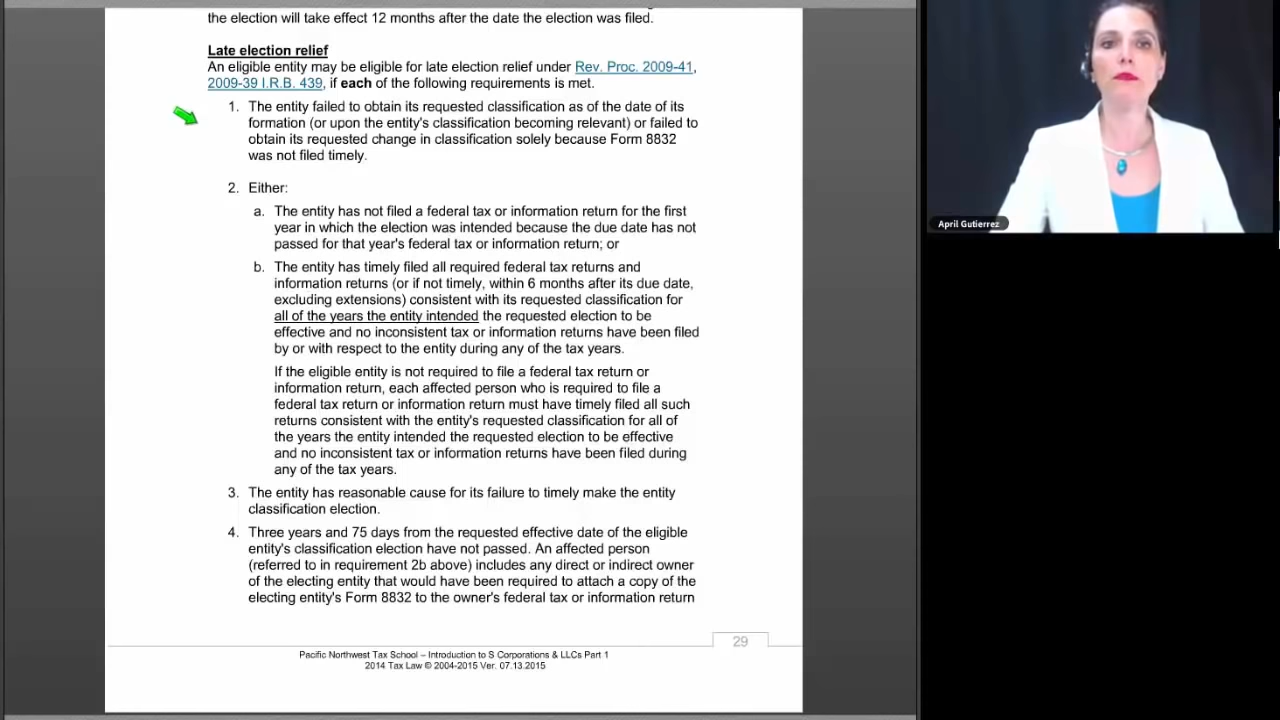 the election will take effect 12 months after the date the election was filed.
Late election relief
An eligible entity may be eligible for late election relief under Rev. Proc. 2009-41,
2009-39 I.R.B. 439, if each of the following requirements is met.
1. The entity failed to obtain its requested classification as of the date of its
formation (or upon the entity's classification becoming relevant) or failed to
obtain its requested change in classification solely because Form 8832
was not filed timely.
2. Either:
a. The entity has not filed a federal tax or information return for the first
year in which the election was intended because the due date has not
passed for that year's federal tax or information return; or
b. The entity has timely filed all required federal tax returns and
information returns (or if not timely, within 6 months after its due date,
excluding extensions) consistent with its requested classification for
all of the years the entity intended the requested election to be
effective and no inconsistent tax or information returns have been filed
by or with respect to the entity during any of the tax years.
If the eligible entity is not required to file a federal tax return or
information return, each affected person who is required to file a
federal tax return or information return must have timely filed all such
returns consistent with the entity's requested classification for all of
the years the entity intended the requested election to be effective
and no inconsistent tax or information returns have been filed during
any of the tax years.
3. The entity has reasonable cause for its failure to timely make the entity
classification election.
4. Three years and 75 days from the requested effective date of the eligible
entity's classification election have not passed. An affected person
(referred to in requirement 2b above) includes any direct or indirect owner
of the electing entity that would have been required to attach a copy of the
electing entity's Form 8832 to the owner's federal tax or information return
29
Pacific Northwest Tax School – Introduction to S Corporations & LLCs Part 1
2014 Tax Law © 2004-2015 Ver. 07.13.2015
April Gutierrez